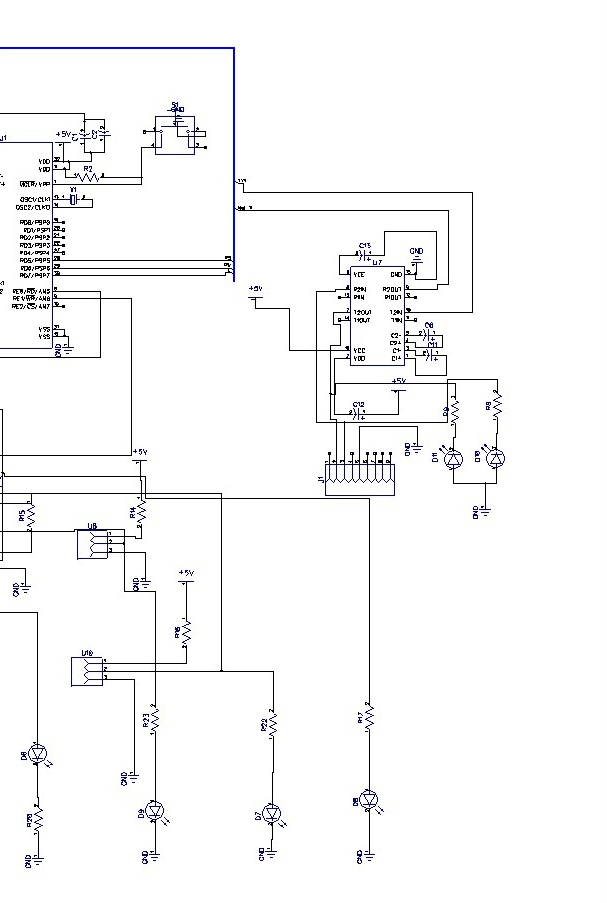 GND
+5V
C1
C2
U1
VDD
VDD
R2
MCLR/VPP
Y1
OSC1/CLKI
OSC2/CLKO
RD0/PSP0
RD1/PSP1
RD2/PSP2
RD3/PSP3
RD4/PSP4
RD5/PSP5
RD6/PSP6
RD7/PSP7
RE0/RD/AN5
RE1/WR/AN6
RE2/CS/AN7
VSS
VSS
GND
C13
GND
U7
VCC
GND
R2IN
R2OUT
R1IN
R1OUT
T2OUT
T2IN
T1OUT
T1IN
C2-
C2+
VCC
C1-
VDD
C1+
+5V
+5V
C12
R9
R8
GND
D11
D10
J1
GND
+5V
R15
R14
U8
GND
GND
+5V
R16
U10
R23
R22
R17
GND
D8
D9
D7
R20
GND
GND
GND
GND